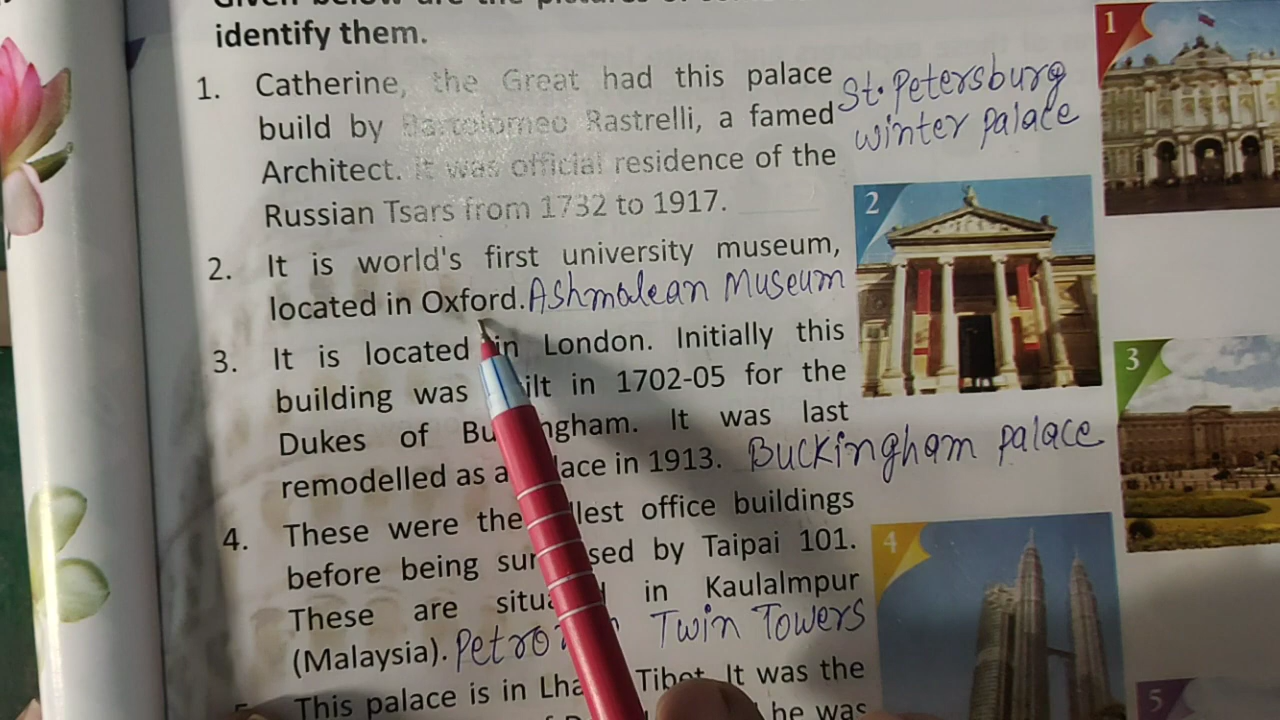 identify them.
1. Catherine, the Great had this palace
build by Bartolomeo Rastrelli, a famed
Architect. It was official residence of the
Russian Tsars from 1732 to 1917.
St. Petersburg
winter palace
1
2. It is world's first university museum,
located in Oxford. Ashmolean Museum
2
3. It is located in London. Initially this
building was ilt in 1702-05 for the
Dukes of Bu ngham. It was last
remodelled as a lace in 1913. Buckingham palace
3
4. These were the llest office buildings
before being sur sed by Taipai 101.
These are situa in Kaulalmpur
(Malaysia). Petro n Twin Towers
4
This palace is in Lha Tibet. It was the
he was
5